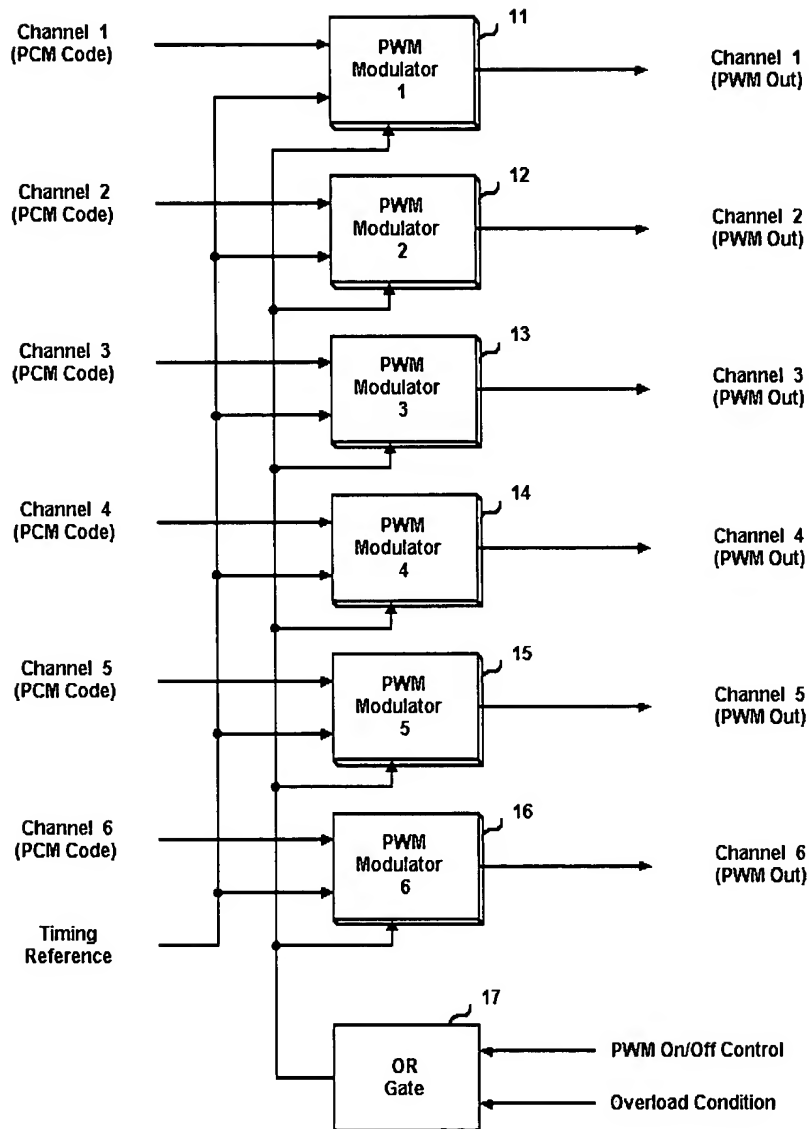 11
Channel 1
(PCM Code)
PWM
Modulator
1
Channel 1
(PWM Out)
12
Channel 2
(PCM Code)
PWM
Modulator
2
Channel 2
(PWM Out)
13
Channel 3
(PCM Code)
PWM
Modulator
3
Channel 3
(PWM Out)
14
Channel 4
(PCM Code)
PWM
Modulator
4
Channel 4
(PWM Out)
15
Channel 5
(PCM Code)
PWM
Modulator
5
Channel 5
(PWM Out)
16
Channel 6
(PCM Code)
PWM
Modulator
6
Channel 6
(PWM Out)
Timing
Reference
17
OR
Gate
PWM On/Off Control
Overload Condition